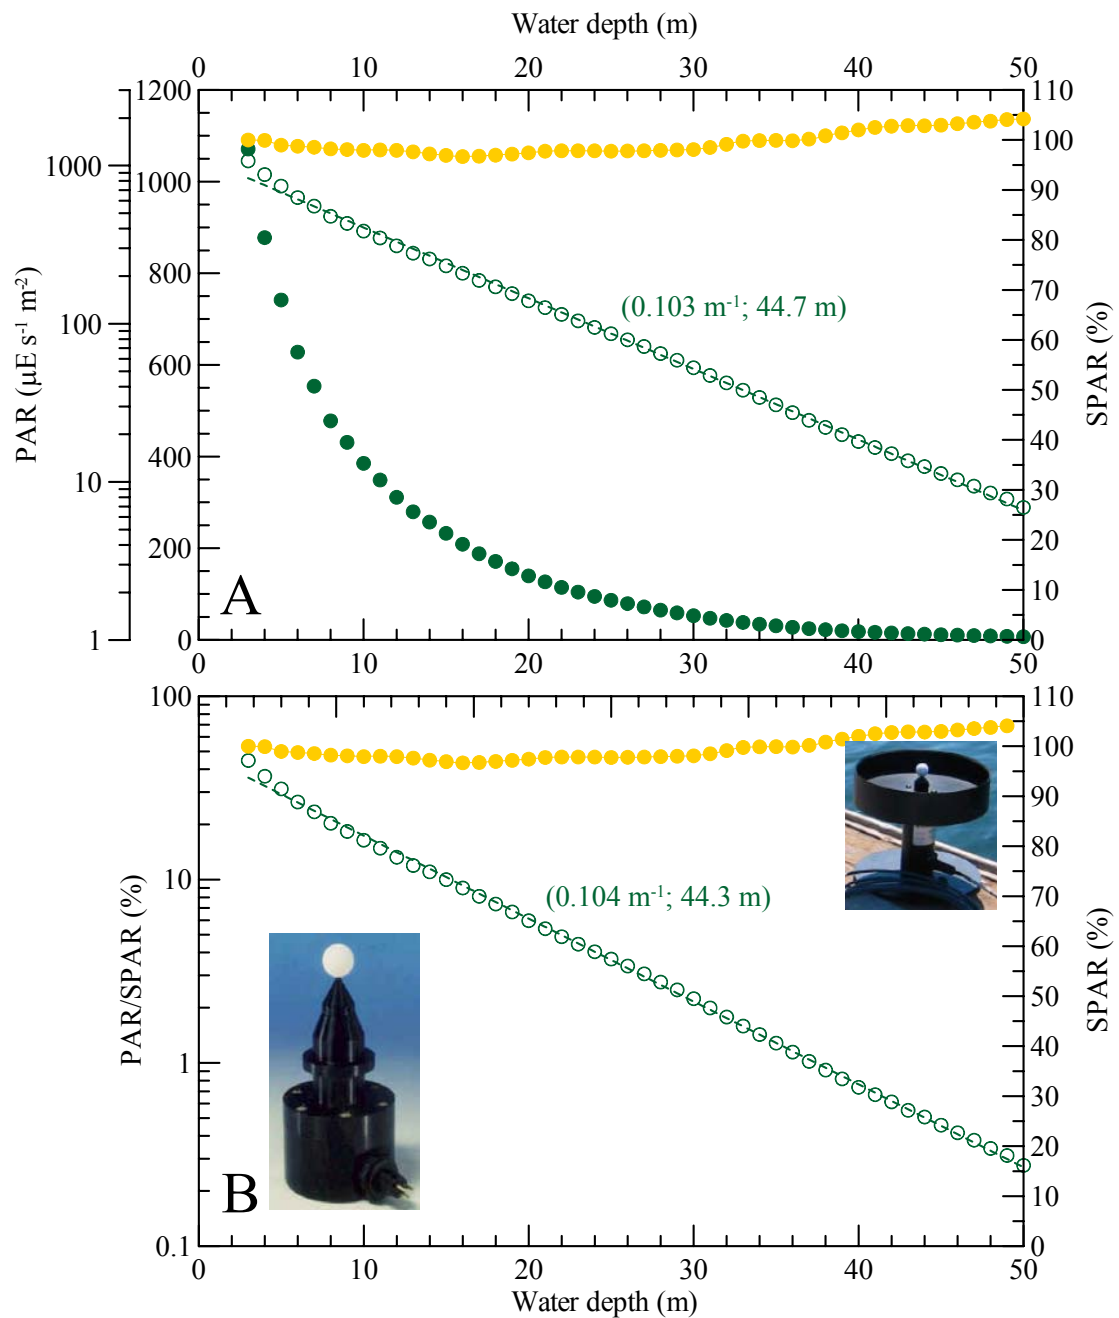 Water depth (m)
0 10 20 30 40 50
1200 110
1000 100
1000 90
80
800 70
100 600 60
50
400 40
10 30
200 20
10
1 0 0
0 10 20 30 40 50
PAR (µE s⁻¹ m⁻²)
SPAR (%)
(0.103 m⁻¹; 44.7 m)
A
100 110
100
90
80
10 70
60
50
1 40
30
20
10
0.1 0
0 10 20 30 40 50
PAR/SPAR (%)
SPAR (%)
(0.104 m⁻¹; 44.3 m)
B
Water depth (m)